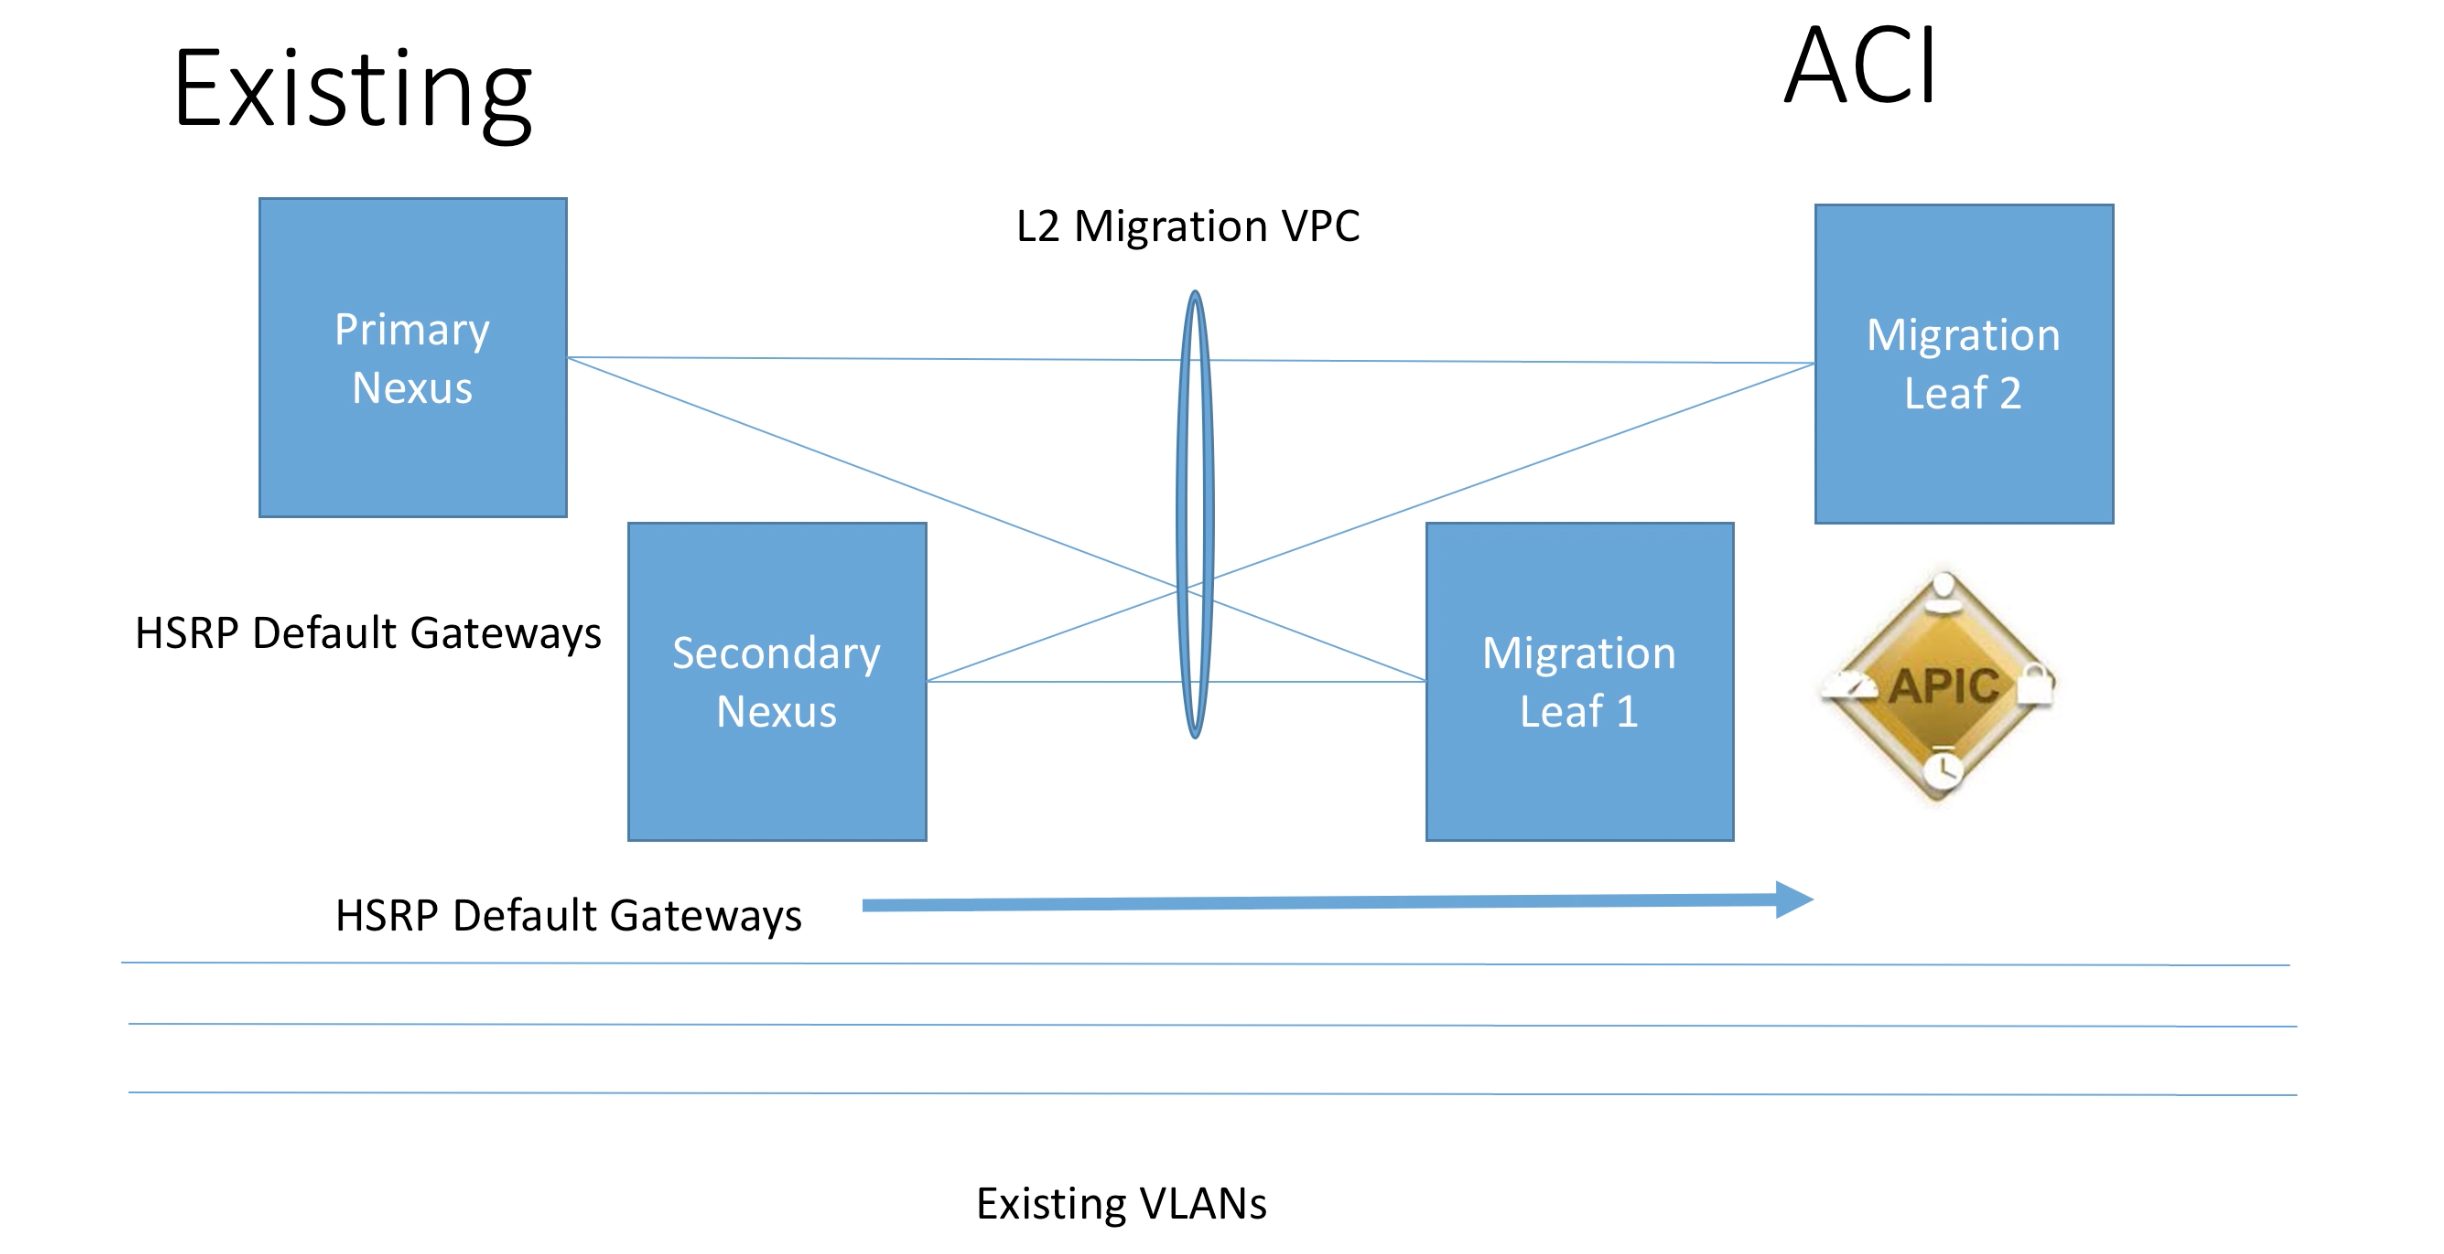 Existing
ACI
L2 Migration VPC
Primary
Nexus
Migration
Leaf 2
HSRP Default Gateways
Secondary
Nexus
Migration
Leaf 1
APIC
HSRP Default Gateways
Existing VLANs